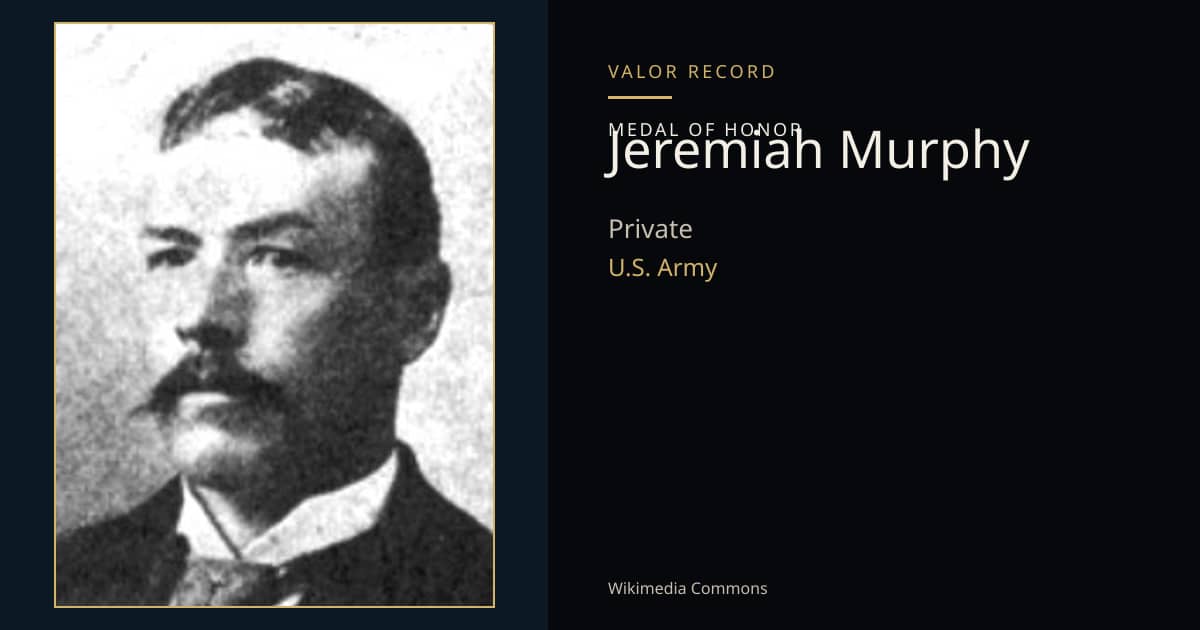 VALOR RECORD
MEDAL OF HONOR
Jeremiah Murphy
Private
U.S. Army
Wikimedia Commons